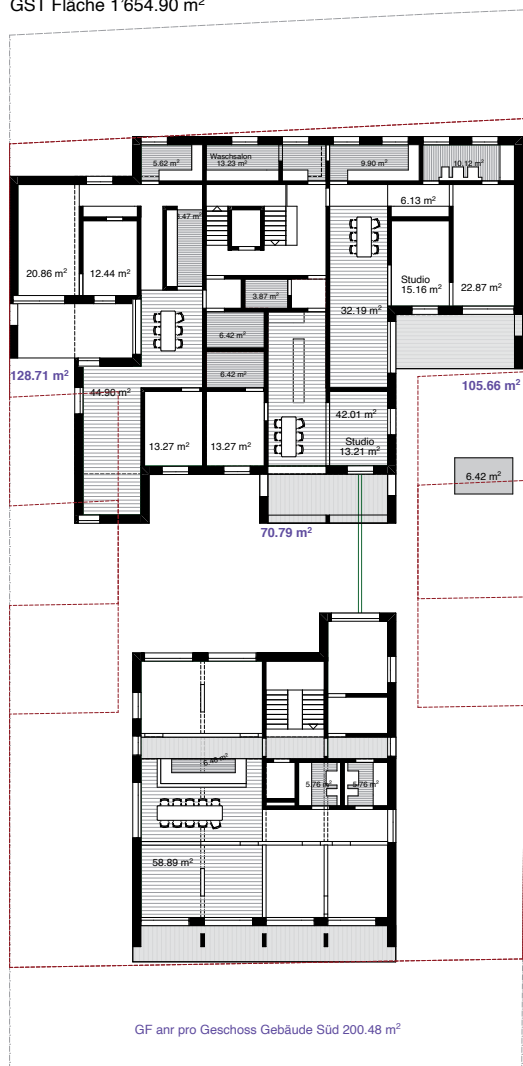 GST Fläche 1'654.90 m²
5.62 m²
Waschsalon
13.23 m²
9.90 m²
10.12 m²
6.13 m²
20.86 m²
12.44 m²
Studio
15.16 m²
22.87 m²
3.87 m²
32.19 m²
6.42 m²
128.71 m²
6.42 m²
105.66 m²
44.90 m²
42.01 m²
13.27 m²
13.27 m²
Studio
13.21 m²
6.42 m²
70.79 m²
5.76 m²
5.76 m²
58.89 m²
GF anr pro Geschoss Gebäude Süd 200.48 m²